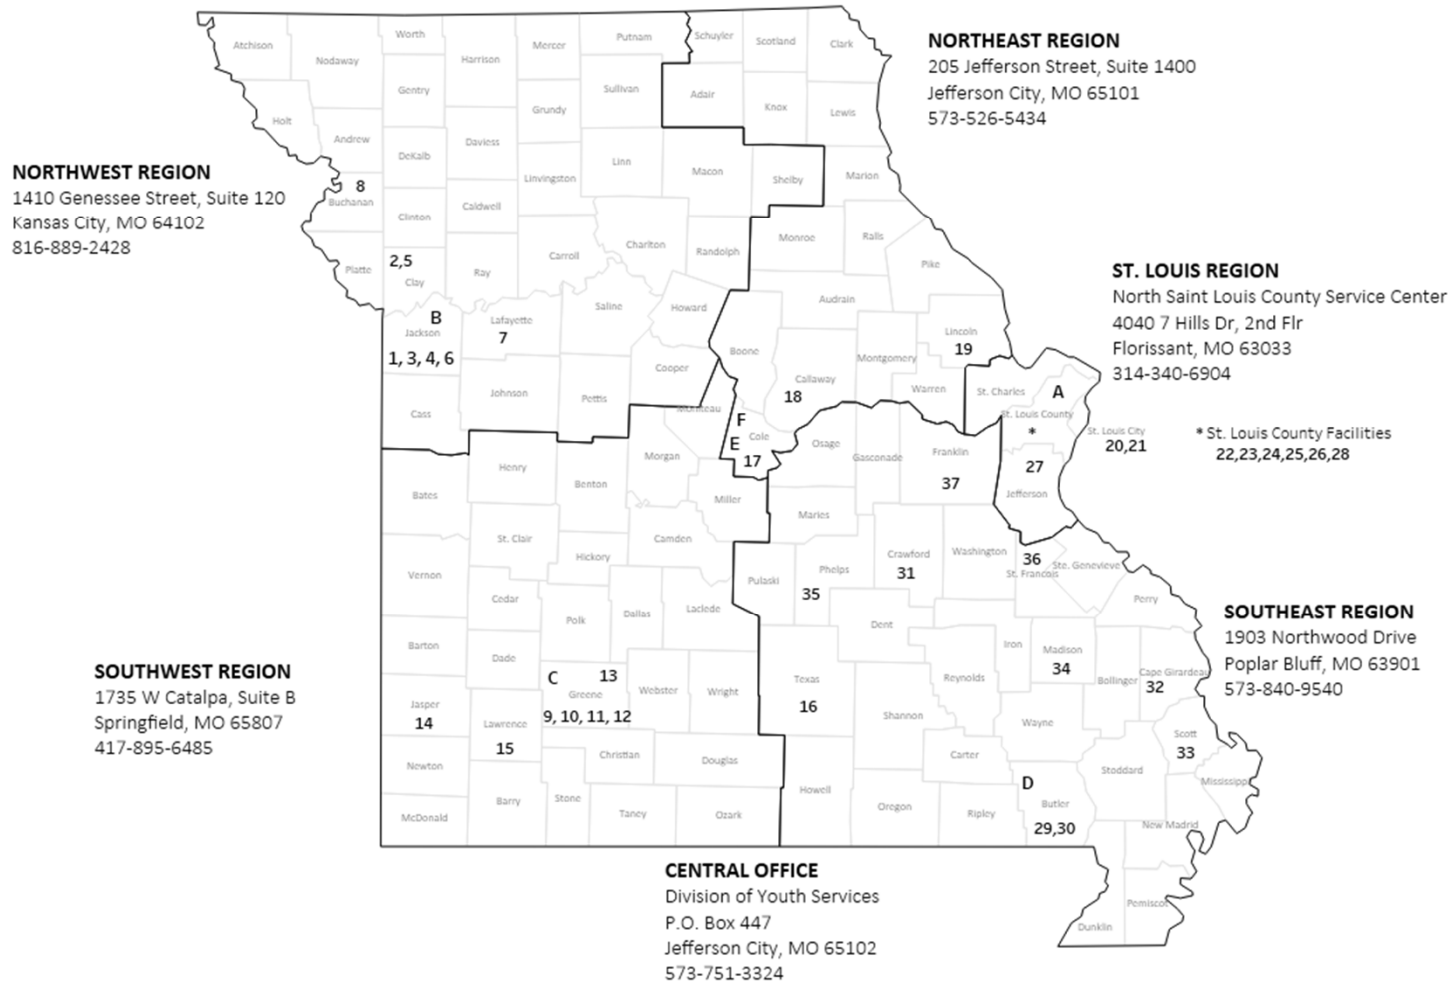 NORTHEAST REGION
205 Jefferson Street, Suite 1400
Jefferson City, MO 65101
573-526-5434
NORTHWEST REGION
1410 Genessee Street, Suite 120
Kansas City, MO 64102
816-889-2428
ST. LOUIS REGION
North Saint Louis County Service Center
4040 7 Hills Dr, 2nd Flr
Florissant, MO 63033
314-340-6904
* St. Louis County Facilities
22,23,24,25,26,28
SOUTHEAST REGION
1903 Northwood Drive
Poplar Bluff, MO 63901
573-840-9540
SOUTHWEST REGION
1735 W Catalpa, Suite B
Springfield, MO 65807
417-895-6485
CENTRAL OFFICE
Division of Youth Services
P.O. Box 447
Jefferson City, MO 65102
573-751-3324
Atchison
Nodaway
Worth
Harrison
Mercer
Putnam
Schuyler
Scotland
Clark
Gentry
Sullivan
Adair
Knox
Lewis
Holt
Andrew
Grundy
DeKalb
Daviess
Linn
Linvingston
Macon
Shelby
Marion
8
Buchanan
Clinton
Caldwell
Chariton
Randolph
Monroe
Ralls
Pike
Platte
2,5
Clay
Ray
Carroll
Saline
Howard
Audrain
B
Jackson
1, 3, 4, 6
Lafayette
7
Lincoln
19
Boone
Montgomery
Cooper
Callaway
18
Warren
St. Charles
A
St. Louis County
*
St. Louis City
20,21
Cass
Johnson
Pettis
Moniteau
F
E
Cole
17
Osage
Gasconade
Franklin
37
27
Jefferson
Henry
Benton
Morgan
Miller
Maries
Bates
St. Clair
Hickory
Camden
Pulaski
Phelps
35
Crawford
31
Washington
36
St. Francois
Ste. Genevieve
Perry
Vernon
Cedar
Polk
Dallas
Laclede
Dent
Iron
Madison
34
Bollinger
Cape Girardeau
32
Barton
Dade
C
13
Greene
9, 10, 11, 12
Webster
Wright
Texas
16
Reynolds
Shannon
Wayne
Scott
33
Jasper
14
Lawrence
15
Christian
Douglas
Carter
Stoddard
Mississippi
Newton
Barry
Stone
Taney
Ozark
Howell
Oregon
Ripley
D
Butler
29,30
New Madrid
McDonald
Pemiscot
Dunklin